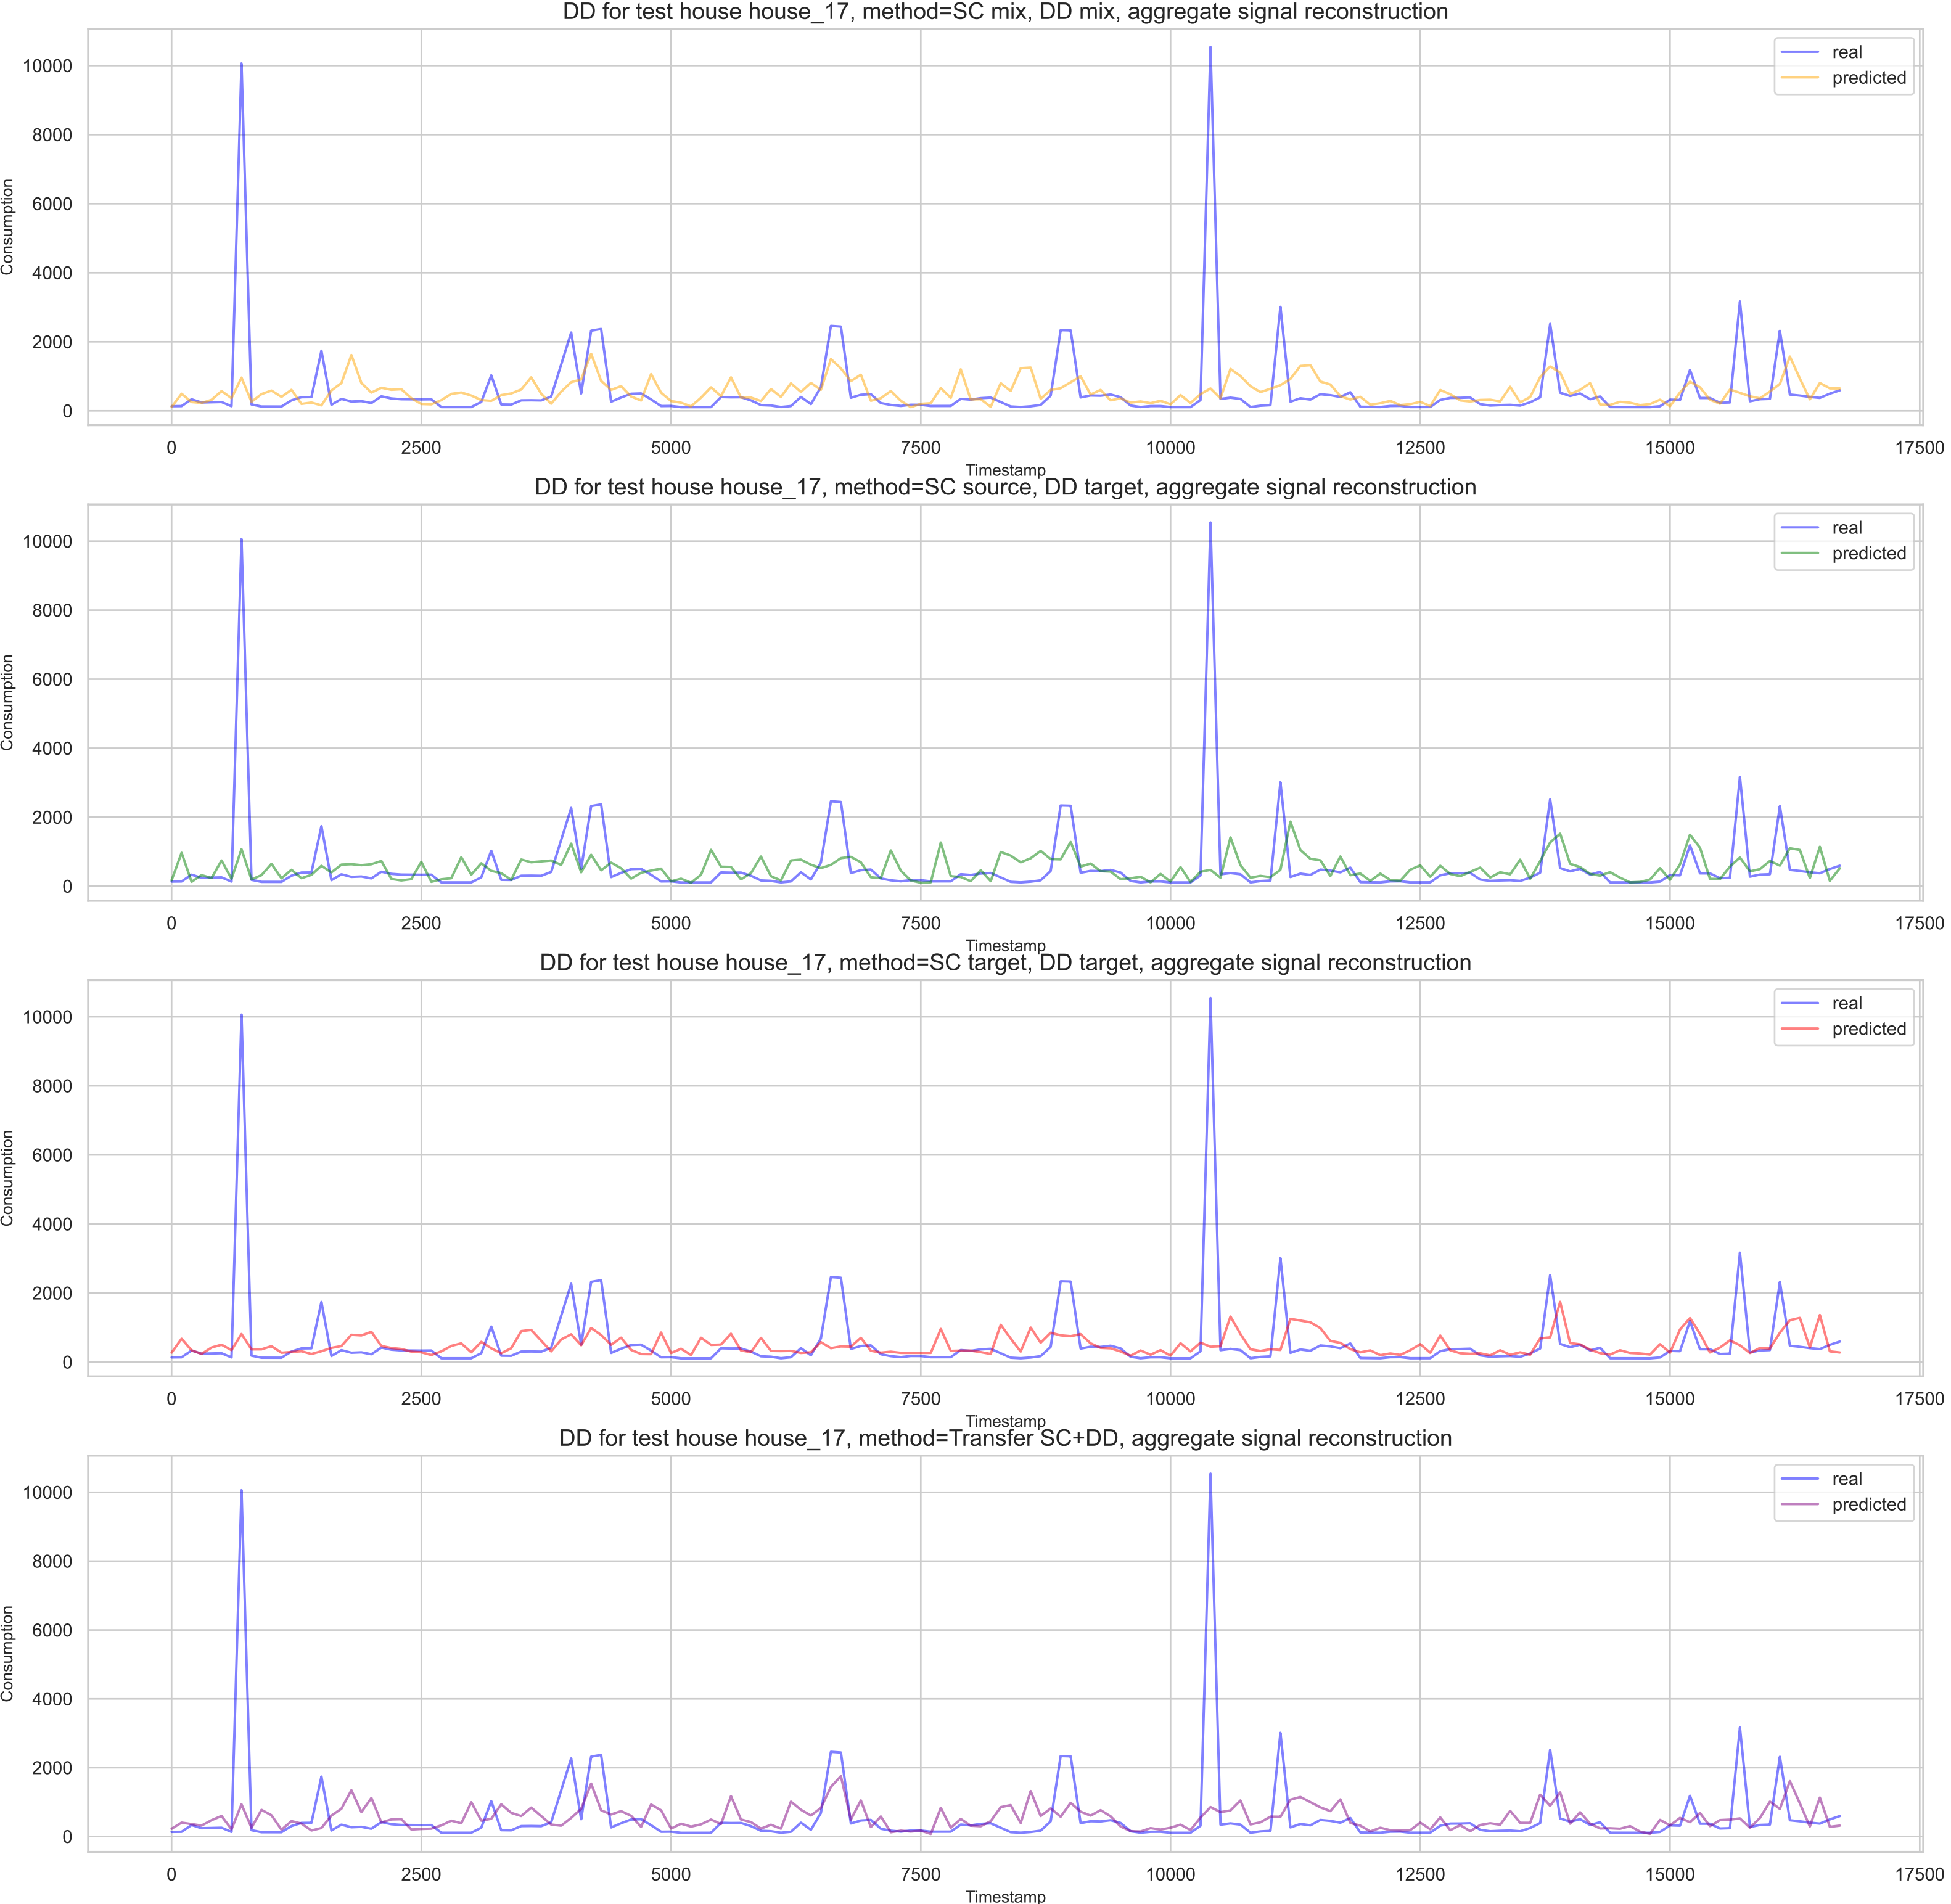 DD for test house house_17, method=SC mix, DD mix, aggregate signal reconstruction
real
predicted
10000
8000
6000
4000
2000
0
Consumption
0 2500 5000 7500 10000 12500 15000 17500
Timestamp
DD for test house house_17, method=SC source, DD target, aggregate signal reconstruction
real
predicted
10000
8000
6000
4000
2000
0
Consumption
0 2500 5000 7500 10000 12500 15000 17500
Timestamp
DD for test house house_17, method=SC target, DD target, aggregate signal reconstruction
real
predicted
10000
8000
6000
4000
2000
0
Consumption
0 2500 5000 7500 10000 12500 15000 17500
Timestamp
DD for test house house_17, method=Transfer SC+DD, aggregate signal reconstruction
real
predicted
10000
8000
6000
4000
2000
0
Consumption
0 2500 5000 7500 10000 12500 15000 17500
Timestamp